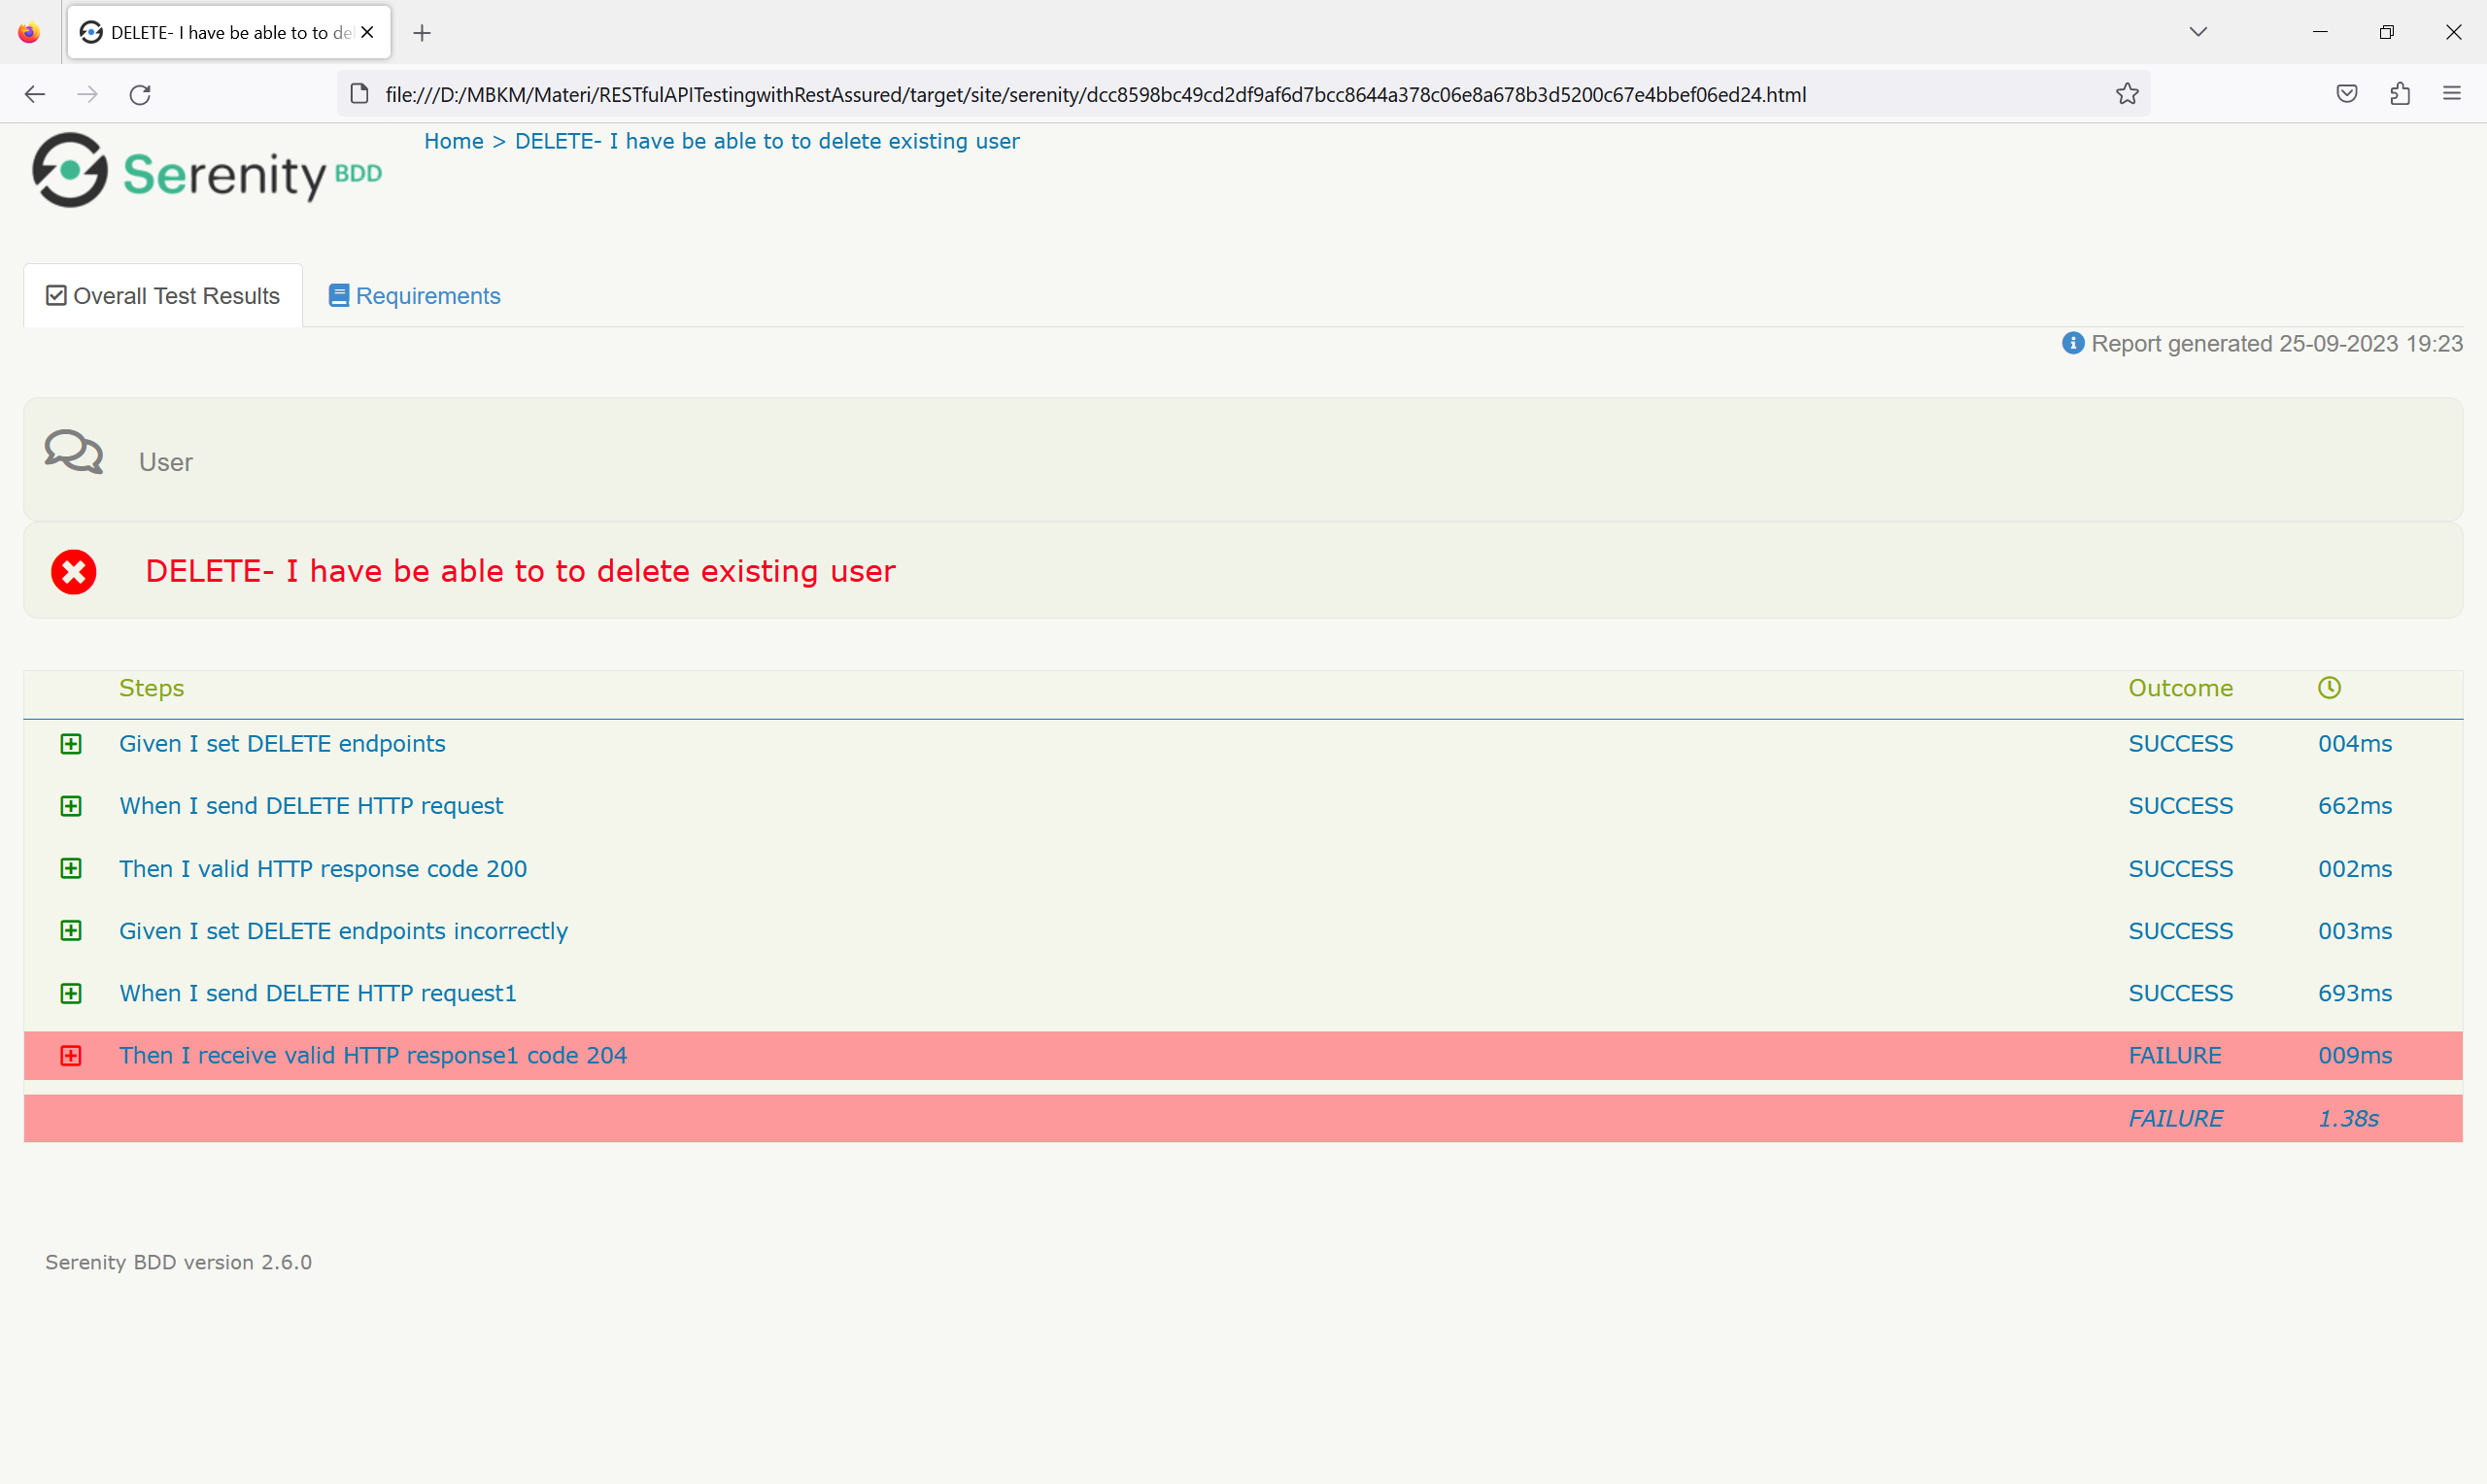 DELETE- I have be able to to de
file:///D:/MBKM/Materi/RESTfulAPITestingwithRestAssured/target/site/serenity/dcc8598bc49cd2df9af6d7bcc8644a378c06e8a678b3d5200c67e4bbef06ed24.html
Serenity BDD
Home > DELETE- I have be able to to delete existing user
Overall Test Results Requirements
Report generated 25-09-2023 19:23
User
DELETE- I have be able to to delete existing user
Steps Outcome
Given I set DELETE endpoints SUCCESS 004ms
When I send DELETE HTTP request SUCCESS 662ms
Then I valid HTTP response code 200 SUCCESS 002ms
Given I set DELETE endpoints incorrectly SUCCESS 003ms
When I send DELETE HTTP request1 SUCCESS 693ms
Then I receive valid HTTP response1 code 204 FAILURE 009ms
FAILURE 1.38s
Serenity BDD version 2.6.0